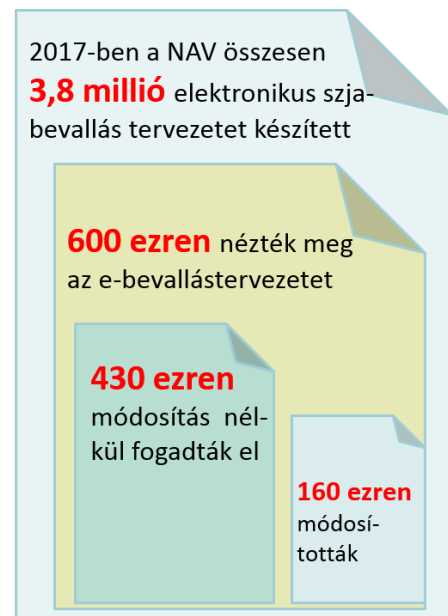 2017-ben a NAV összesen
3,8 millió elektronikus szja-
bevallás tervezetet készített
600 ezren nézték meg
az e-bevallástervezetet
430 ezren
módosítás nél-
kül fogadták el
160 ezren
módosí-
tották